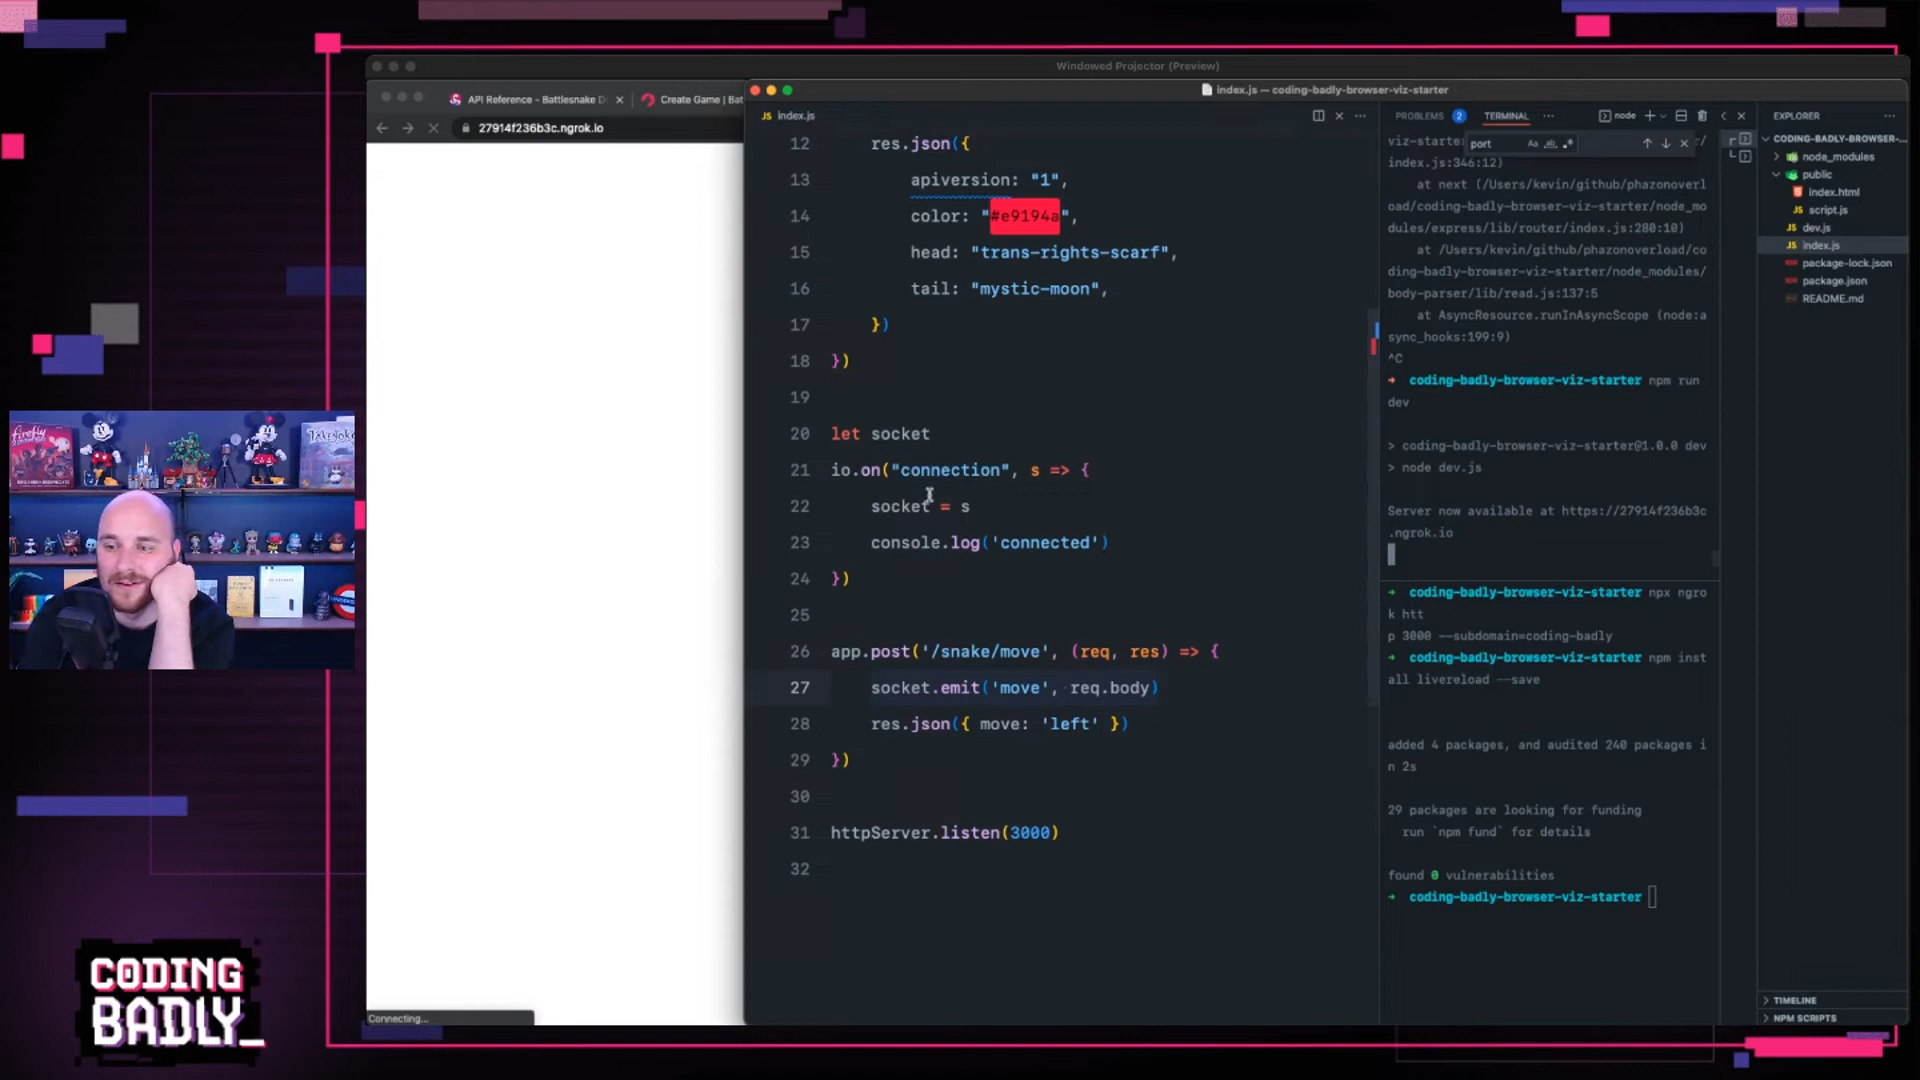 Windowed Projector (Preview)
API Reference - Battlesnake D
Create Game | Bat
27914f236b3c.ngrok.io
Connecting...
index.js — coding-badly-browser-viz-starter
index.js
12 res.json({
13 apiversion: "1",
14 color: "#e9194a",
15 head: "trans-rights-scarf",
16 tail: "mystic-moon",
17 })
18 })
19
20 let socket
21 io.on("connection", s => {
22 socket = s
23 console.log('connected')
24 })
25
26 app.post('/snake/move', (req, res) => {
27 socket.emit('move', req.body)
28 res.json({ move: 'left' })
29 })
30
31 httpServer.listen(3000)
32
PROBLEMS 2 TERMINAL ··· node
port
viz-starter
index.js:346:12)
at next (/Users/kevin/github/phazonoverl
oad/coding-badly-browser-viz-starter/node_mo
dules/express/lib/router/index.js:280:10)
at /Users/kevin/github/phazonoverload/co
ding-badly-browser-viz-starter/node_modules/
body-parser/lib/read.js:137:5
at AsyncResource.runInAsyncScope (node:a
sync_hooks:199:9)
^C
➜ coding-badly-browser-viz-starter npm run
dev
> coding-badly-browser-viz-starter@1.0.0 dev
> node dev.js
Server now available at https://27914f236b3c
.ngrok.io
➜ coding-badly-browser-viz-starter npx ngro
k htt
p 3000 --subdomain=coding-badly
➜ coding-badly-browser-viz-starter npm inst
all livereload --save
added 4 packages, and audited 240 packages i
n 2s
29 packages are looking for funding
run `npm fund` for details
found 0 vulnerabilities
➜ coding-badly-browser-viz-starter
EXPLORER
CODING-BADLY-BROWSER-...
node_modules
public
index.html
script.js
dev.js
index.js
package-lock.json
package.json
README.md
TIMELINE
NPM SCRIPTS
firefly
TAKENOKO
UNDERG
CODING
BADLY_